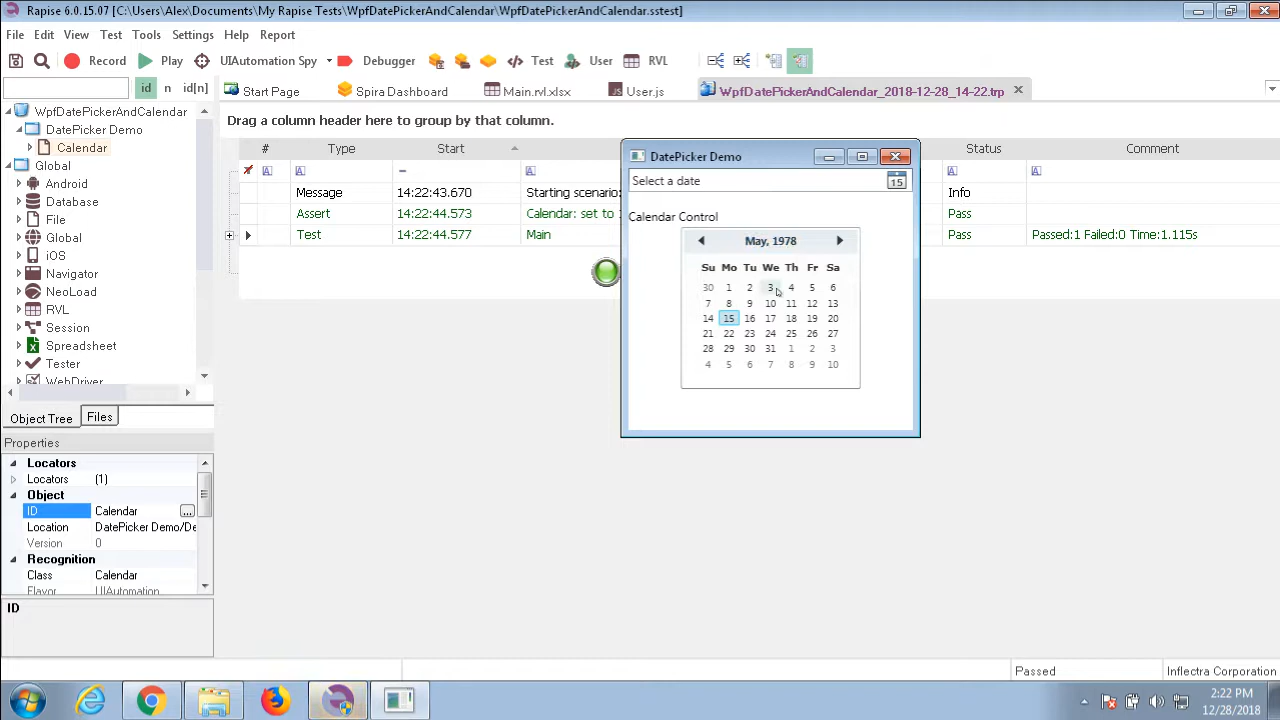 Rapise 6.0.15.07 [C:\Users\Alex\Documents\My Rapise Tests\WpfDatePickerAndCalendar\WpfDatePickerAndCalendar.sstest]
File Edit View Test Tools Settings Help Report
Record Play UIAutomation Spy Debugger Test User RVL
id n id[n] Start Page Spira Dashboard Main.rvl.xlsx User.js WpfDatePickerAndCalendar_2018-12-28_14-22.trp
WpfDatePickerAndCalendar
DatePicker Demo
Calendar
Global
Android
Database
File
Global
iOS
Navigator
NeoLoad
RVL
Session
Spreadsheet
Tester
WebDriver
Object Tree Files
Properties
Locators
Locators (1)
Object
ID Calendar ...
Location DatePicker Demo/De
Version 0
Recognition
Class Calendar
Flavor UIAutomation
ID
Drag a column header here to group by that column.
# Type Start Status Comment
Message 14:22:43.670 Starting scenario: Info
Assert 14:22:44.573 Calendar: set to Pass
Test 14:22:44.577 Main Pass Passed:1 Failed:0 Time:1.115s
DatePicker Demo
Select a date 15
Calendar Control
May, 1978
Su Mo Tu We Th Fr Sa
30 1 2 3 4 5 6
7 8 9 10 11 12 13
14 15 16 17 18 19 20
21 22 23 24 25 26 27
28 29 30 31 1 2 3
4 5 6 7 8 9 10
Passed Inflectra Corporation
2:22 PM
12/28/2018